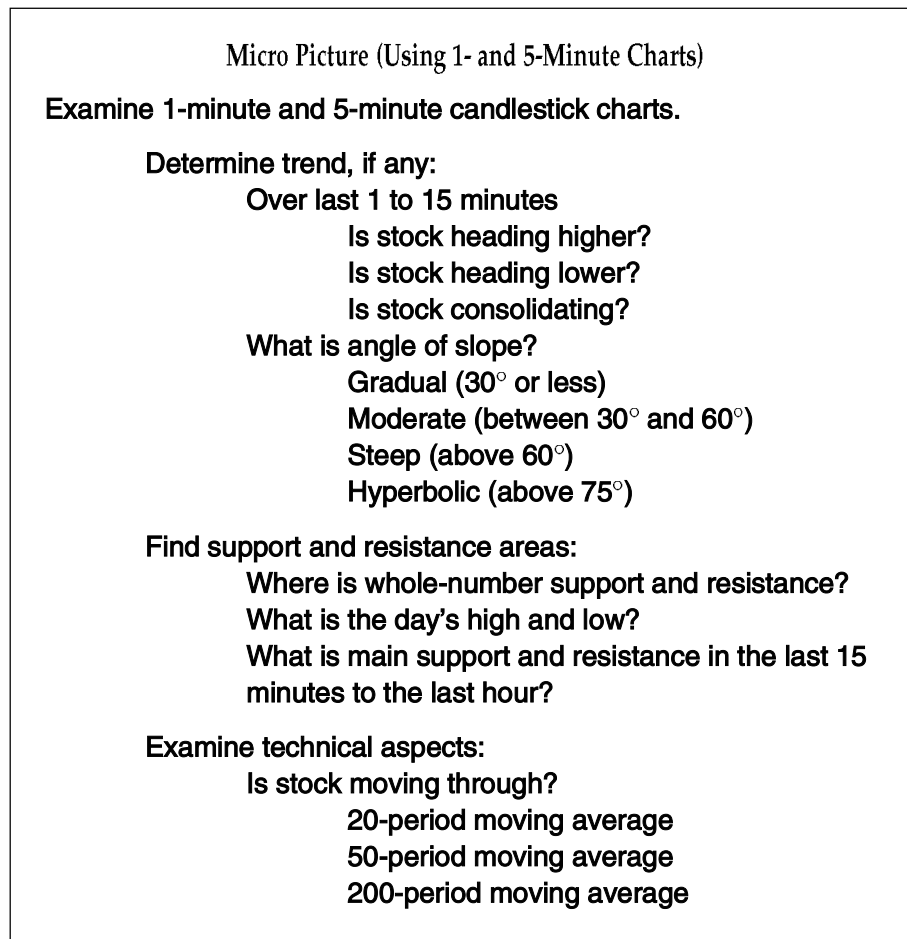 Micro Picture (Using 1- and 5-Minute Charts)
Examine 1-minute and 5-minute candlestick charts.
Determine trend, if any:
Over last 1 to 15 minutes
Is stock heading higher?
Is stock heading lower?
Is stock consolidating?
What is angle of slope?
Gradual (30° or less)
Moderate (between 30° and 60°)
Steep (above 60°)
Hyperbolic (above 75°)
Find support and resistance areas:
Where is whole-number support and resistance?
What is the day’s high and low?
What is main support and resistance in the last 15
minutes to the last hour?
Examine technical aspects:
Is stock moving through?
20-period moving average
50-period moving average
200-period moving average